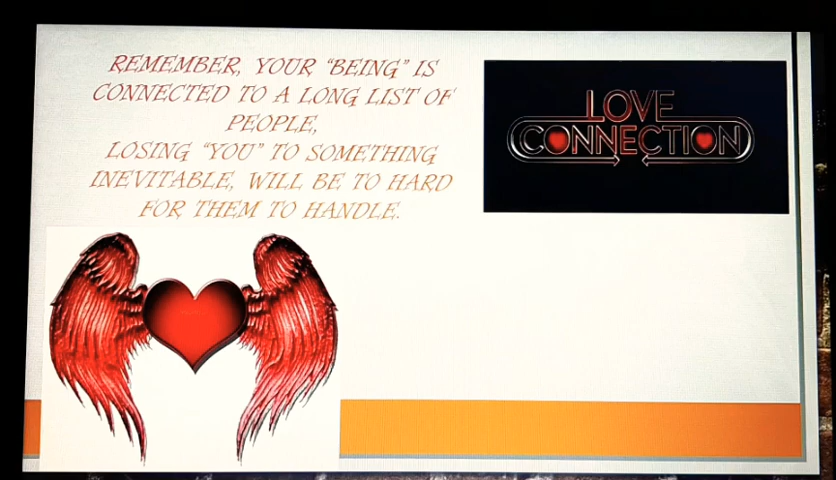 REMEMBER, YOUR "BEING" IS
CONNECTED TO A LONG LIST OF
PEOPLE,
LOSING "YOU" TO SOMETHING
INEVITABLE, WILL BE TO HARD
FOR THEM TO HANDLE.
LOVE
CONNECTION